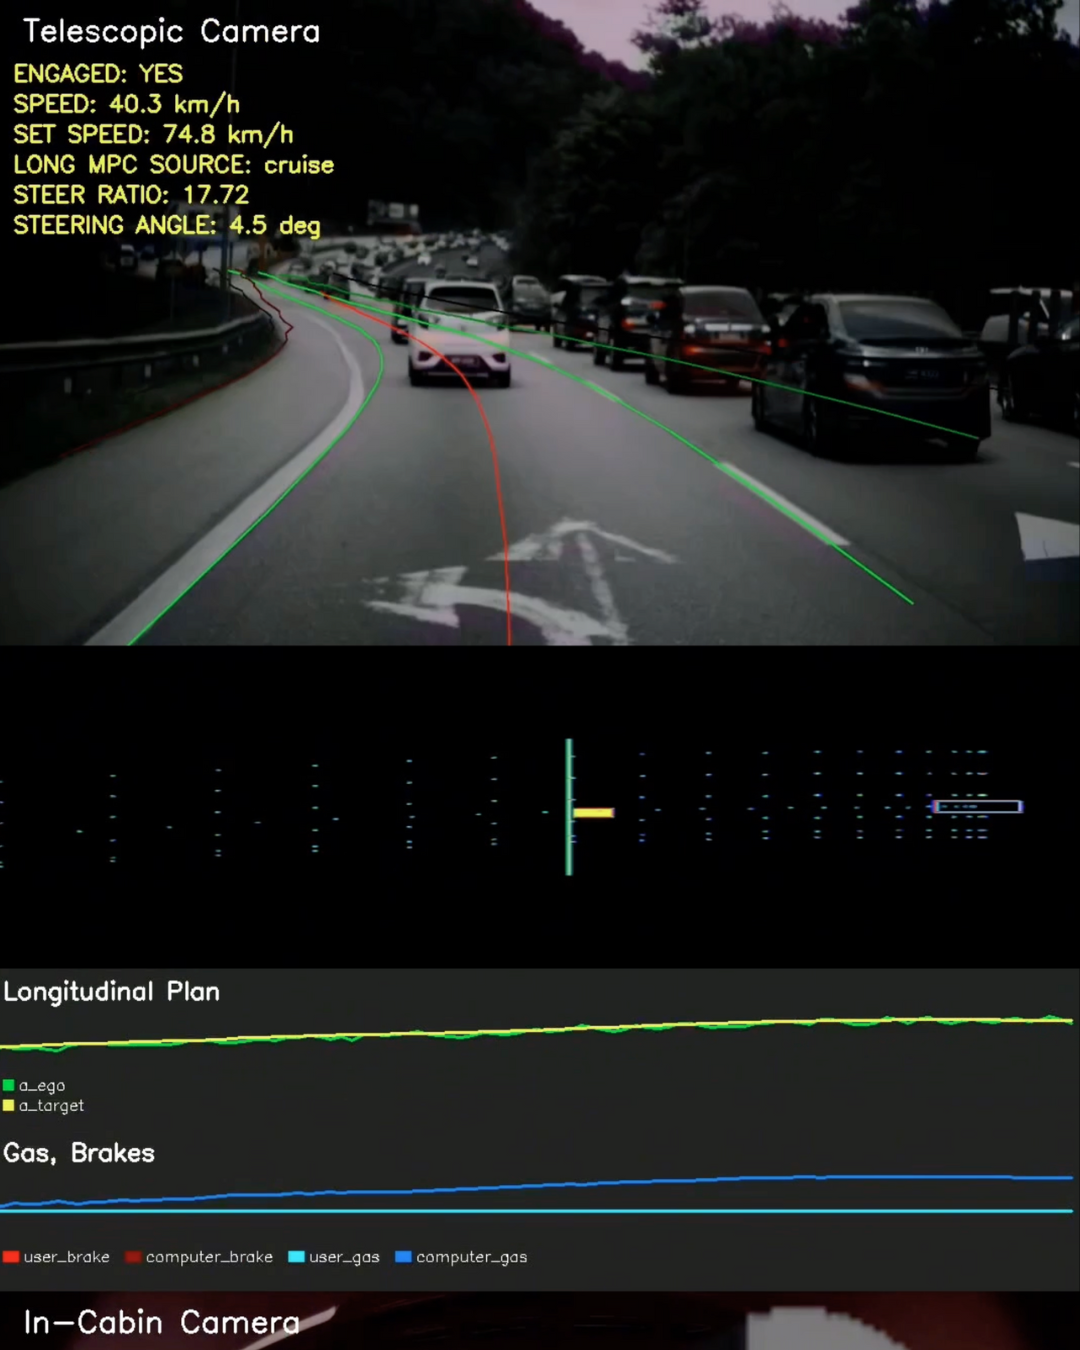 Telescopic Camera
ENGAGED: YES
SPEED: 40.3 km/h
SET SPEED: 74.8 km/h
LONG MPC SOURCE: cruise
STEER RATIO: 17.72
STEERING ANGLE: 4.5 deg
Longitudinal Plan
a_ego
a_target
Gas, Brakes
user_brake computer_brake user_gas computer_gas
In-Cabin Camera